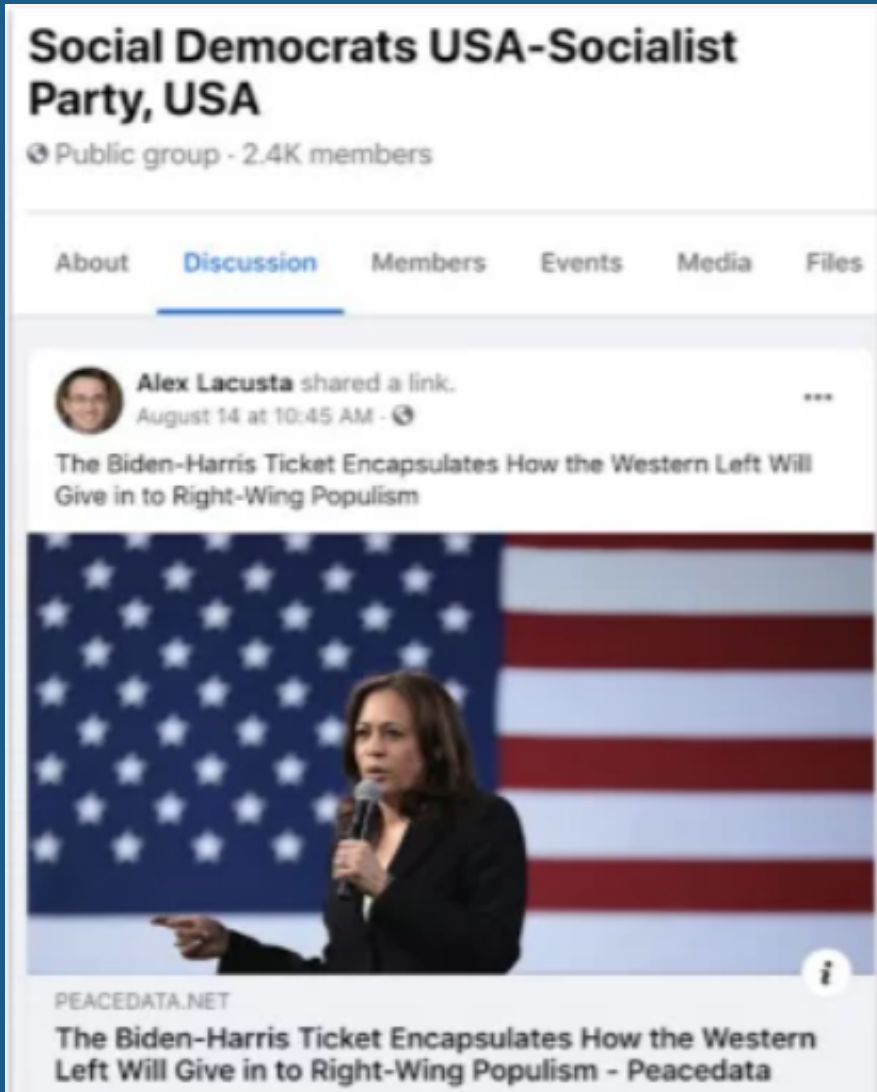 Social Democrats USA-Socialist
Party, USA
Public group · 2.4K members
About Discussion Members Events Media Files
Alex Lacusta shared a link.
August 14 at 10:45 AM ·
The Biden-Harris Ticket Encapsulates How the Western Left Will
Give in to Right-Wing Populism
i
PEACEDATA.NET
The Biden-Harris Ticket Encapsulates How the Western
Left Will Give in to Right-Wing Populism - Peacedata